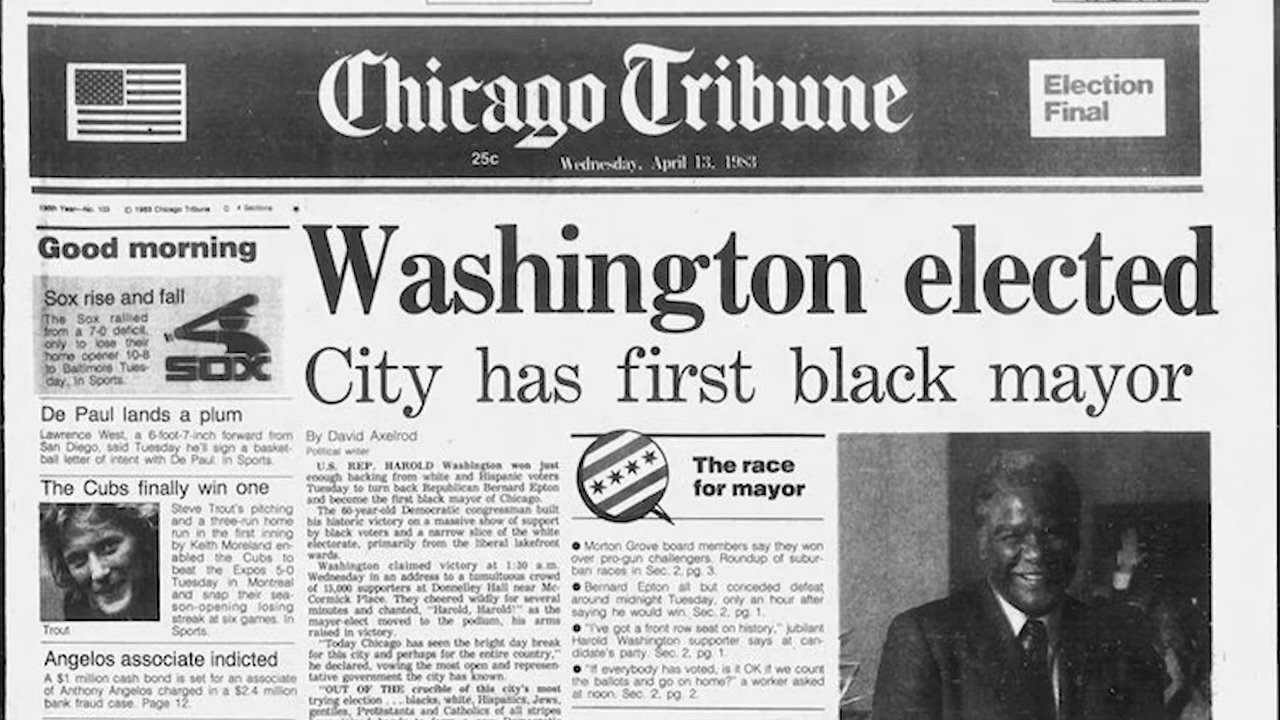 Chicago Tribune
Election
Final
25c
Wednesday, April 13, 1983
136th Year—No. 103 © 1983 Chicago Tribune 4 Sections
Good morning
Sox rise and fall
The Sox rallied
from a 7-0 deficit,
only to lose their
home opener 10-8
to Baltimore Tues-
day. In Sports.
SOX
De Paul lands a plum
Lawrence West, a 6-foot-7-inch forward from
San Diego, said Tuesday he'll sign a basket-
ball letter of intent with De Paul. In Sports.
The Cubs finally win one
Steve Trout's pitching
and a three-run home
run in the first inning
by Keith Moreland en-
abled the Cubs to
beat the Expos 5-0
Tuesday in Montreal
and snap their sea-
son-opening losing
streak at six games. In
Sports.
Trout
Angelos associate indicted
A $1 million cash bond is set for an associate
of Anthony Angelos charged in a $2.4 million
bank fraud case. Page 12.
Washington elected
City has first black mayor
By David Axelrod
Political writer
U.S. REP. HAROLD Washington won just
enough backing from white and Hispanic voters
Tuesday to turn back Republican Bernard Epton
and become the first black mayor of Chicago.
The 60-year-old Democratic congressman built
his historic victory on a massive show of support
by black voters and a narrow slice of the white
electorate, primarily from the liberal lakefront
wards.
Washington claimed victory at 1:30 a.m.
Wednesday in an address to a tumultuous crowd
of 15,000 supporters at Donnelley Hall near Mc-
Cormick Place. They cheered wildly for several
minutes and chanted, "Harold, Harold!" as the
mayor-elect moved to the podium, his arms
raised in victory.
"Today Chicago has seen the bright day break
for this city and perhaps for the entire country,"
he declared, vowing the most open and represen-
tative government the city has known.
"OUT OF THE crucible of this city's most
trying election . . . blacks, white, Hispanics, Jews,
gentiles, Protestants and Catholics of all stripes
The race
for mayor
● Morton Grove board members say they won
over pro-gun challengers. Roundup of subur-
ban races in Sec. 2, pg. 3.
● Bernard Epton all but conceded defeat
around midnight Tuesday, only an hour after
saying he would win. Sec. 2, pg. 1.
● "I've got a front row seat on history," jubilant
Harold Washington supporter says at can-
didate's party. Sec. 2, pg. 1.
● "If everybody has voted, is it OK if we count
the ballots and go on home?" a worker asked
at noon. Sec. 2, pg. 2.